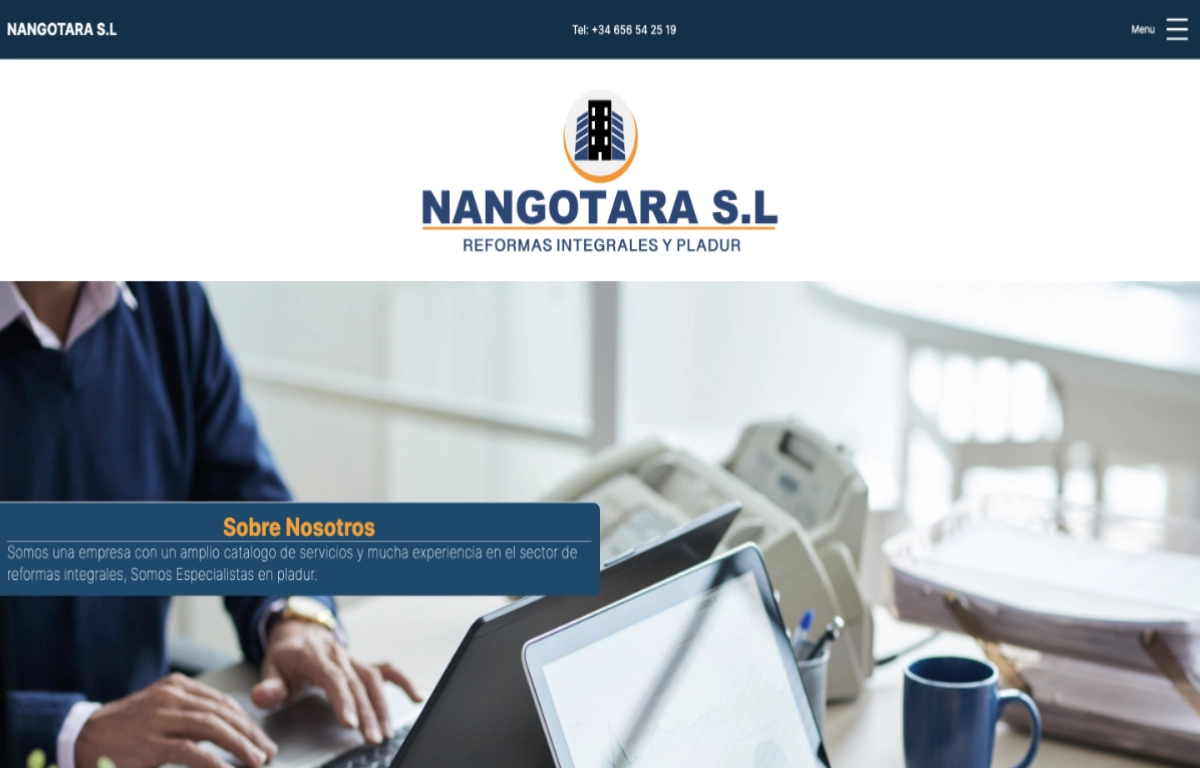 NANGOTARA S.L
Tel: +34 656 54 25 19
Menu
NANGOTARA S.L
REFORMAS INTEGRALES Y PLADUR
Sobre Nosotros
Somos una empresa con un amplio catalogo de servicios y mucha experiencia en el sector de
reformas integrales, Somos Especialistas en pladur.